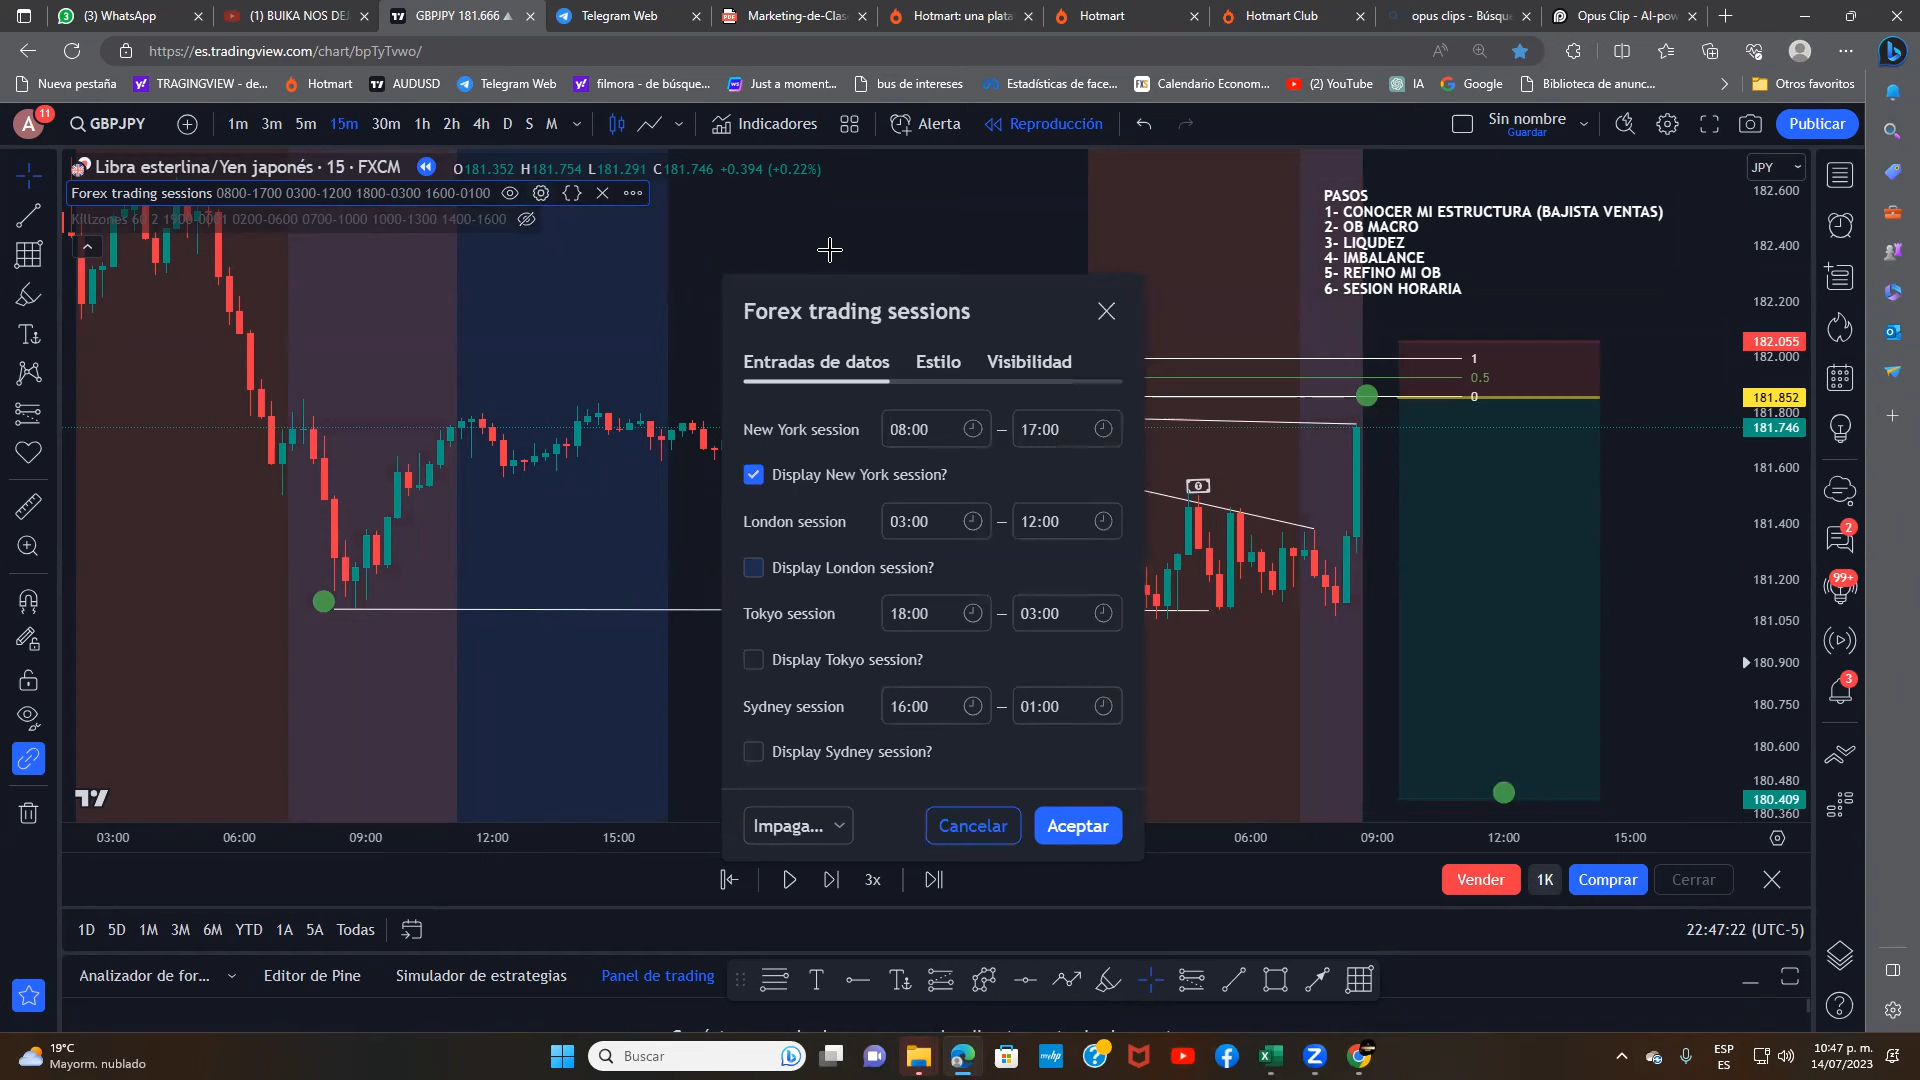 (3) WhatsApp
(1) BUIKA NOS DEJ
GBPJPY 181.666
Telegram Web
Marketing-de-Clas
Hotmart: una plata
Hotmart
Hotmart Club
opus clips - Búsqu
Opus Clip - AI-pow
https://es.tradingview.com/chart/bpTyTvwo/
Nueva pestaña
TRAGINGVIEW - de...
Hotmart
AUDUSD
Telegram Web
filmora - de búsque...
Just a moment...
bus de intereses
Estadísticas de face...
Calendario Econom...
(2) YouTube
IA
Google
Biblioteca de anunc...
Otros favoritos
A
11
GBPJPY
1m 3m 5m 15m 30m 1h 2h 4h D S M
Indicadores
Alerta
Reproducción
Sin nombre
Guardar
Publicar
Libra esterlina/Yen japonés · 15 · FXCM
O181.352 H181.754 L181.291 C181.746 +0.394 (+0.22%)
JPY
Forex trading sessions 0800-1700 0300-1200 1800-0300 1600-0100
Killzones 60 2 1900-0001 0200-0600 0700-1000 1000-1300 1400-1600
PASOS
1- CONOCER MI ESTRUCTURA (BAJISTA VENTAS)
2- OB MACRO
3- LIQUDEZ
4- IMBALANCE
5- REFINO MI OB
6- SESION HORARIA
1
0.5
0
182.600
182.400
182.200
182.055
182.000
181.852
181.800
181.746
181.600
181.400
181.200
181.050
180.900
180.750
180.600
180.480
180.409
180.360
Forex trading sessions
Entradas de datos
Estilo
Visibilidad
New York session 08:00 — 17:00
Display New York session?
London session 03:00 — 12:00
Display London session?
Tokyo session 18:00 — 03:00
Display Tokyo session?
Sydney session 16:00 — 01:00
Display Sydney session?
Impaga...
Cancelar
Aceptar
03:00
06:00
09:00
12:00
15:00
06:00
09:00
12:00
15:00
3x
Vender
1K
Comprar
Cerrar
1D 5D 1M 3M 6M YTD 1A 5A Todas
22:47:22 (UTC-5)
Analizador de for...
Editor de Pine
Simulador de estrategias
Panel de trading
2
99+
3
19°C
Mayorm. nublado
Buscar
ESP
ES
10:47 p. m.
14/07/2023